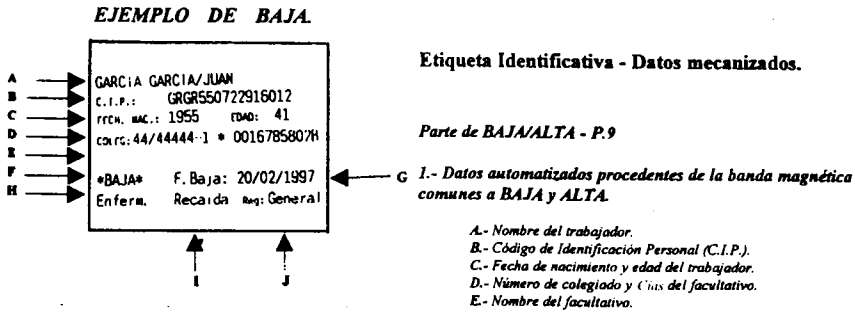 EJEMPLO DE BAJA.
A
B
C
D
E
F
H
GARCIA GARCIA/JUAN
C.I.P.: GRGR550722916012
FECH. NAC.: 1955 EDAD: 41
COLEG:44/44444-1 * 0016785807H
*BAJA* F.Baja: 20/02/1997
Enferm. Recaida Reg: General
G
I
J
Etiqueta Identificativa - Datos mecanizados.
Parte de BAJA/ALTA - P.9
1.- Datos automatizados procedentes de la banda magnética
comunes a BAJA y ALTA.
A.- Nombre del trabajador.
B.- Código de Identificación Personal (C.I.P.).
C.- Fecha de nacimiento y edad del trabajador.
D.- Número de colegiado y Cias del facultativo.
E.- Nombre del facultativo.